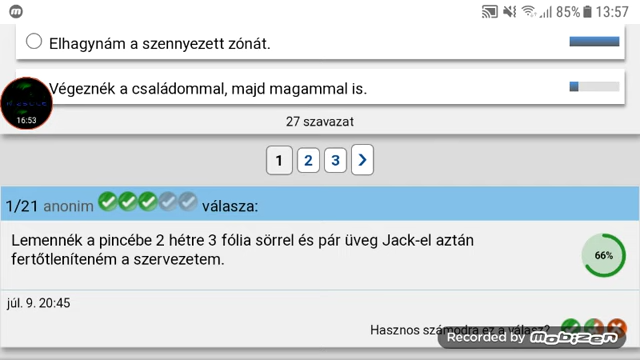 85% 13:57
Elhagynám a szennyezett zónát.
Végeznék a családommal, majd magammal is.
16:53
27 szavazat
1 2 3
1/21 anonim válasza:
Lemennék a pincébe 2 hétre 3 fólia sörrel és pár üveg Jack-el aztán
fertőtleníteném a szervezetem.
66%
júl. 9. 20:45
Hasznos számodra ez a válasz?
Recorded by mobizen